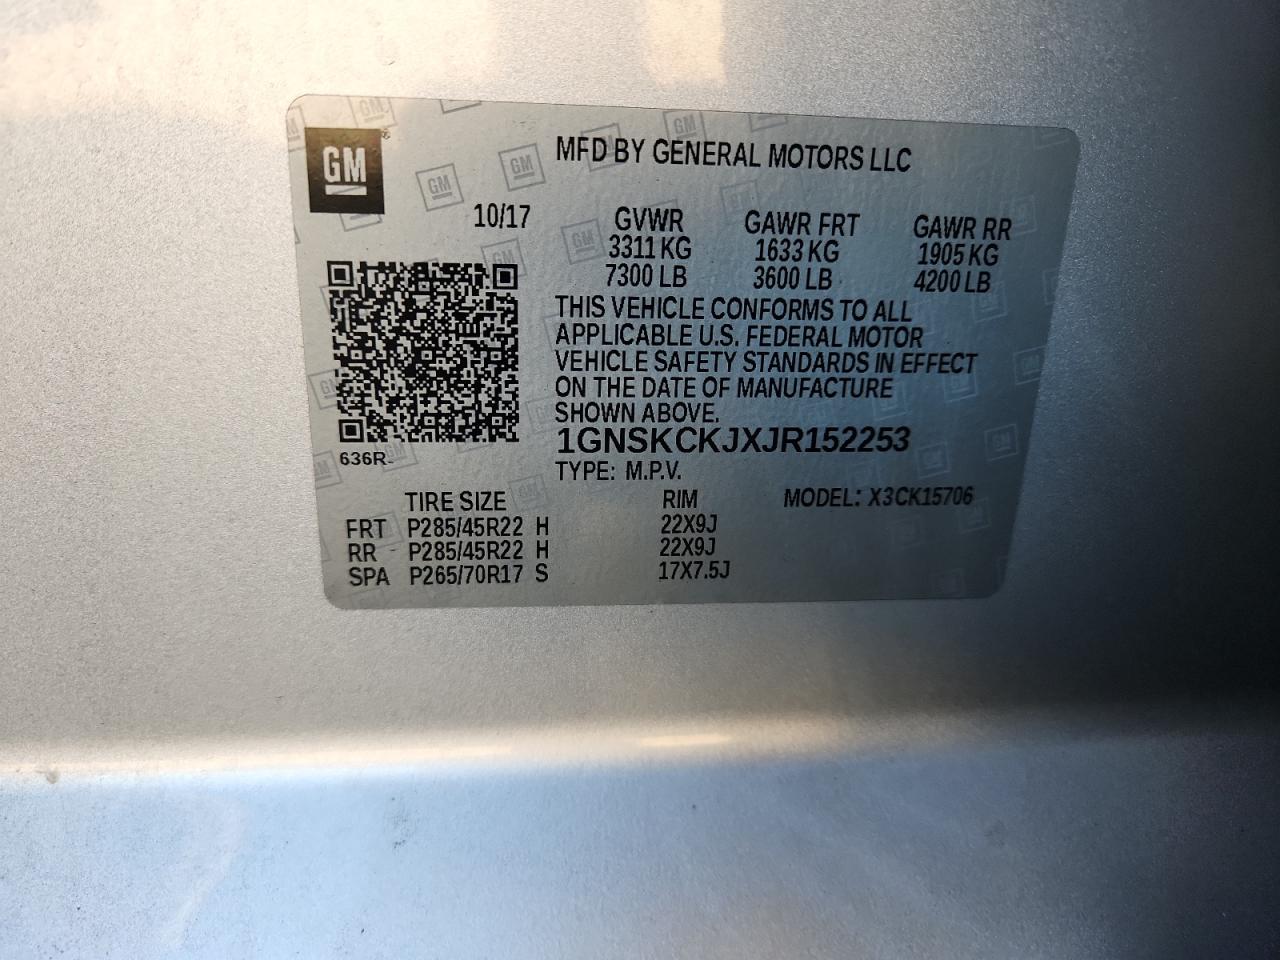 GM
MFD BY GENERAL MOTORS LLC
10/17 GVWR GAWR FRT GAWR RR
3311 KG 1633 KG 1905 KG
7300 LB 3600 LB 4200 LB
THIS VEHICLE CONFORMS TO ALL
APPLICABLE U.S. FEDERAL MOTOR
VEHICLE SAFETY STANDARDS IN EFFECT
ON THE DATE OF MANUFACTURE
SHOWN ABOVE.
1GNSKCKJXJR152253
636R-
TYPE: M.P.V.
TIRE SIZE RIM MODEL: X3CK15706
FRT P285/45R22 H 22X9J
RR - P285/45R22 H 22X9J
SPA P265/70R17 S 17X7.5J